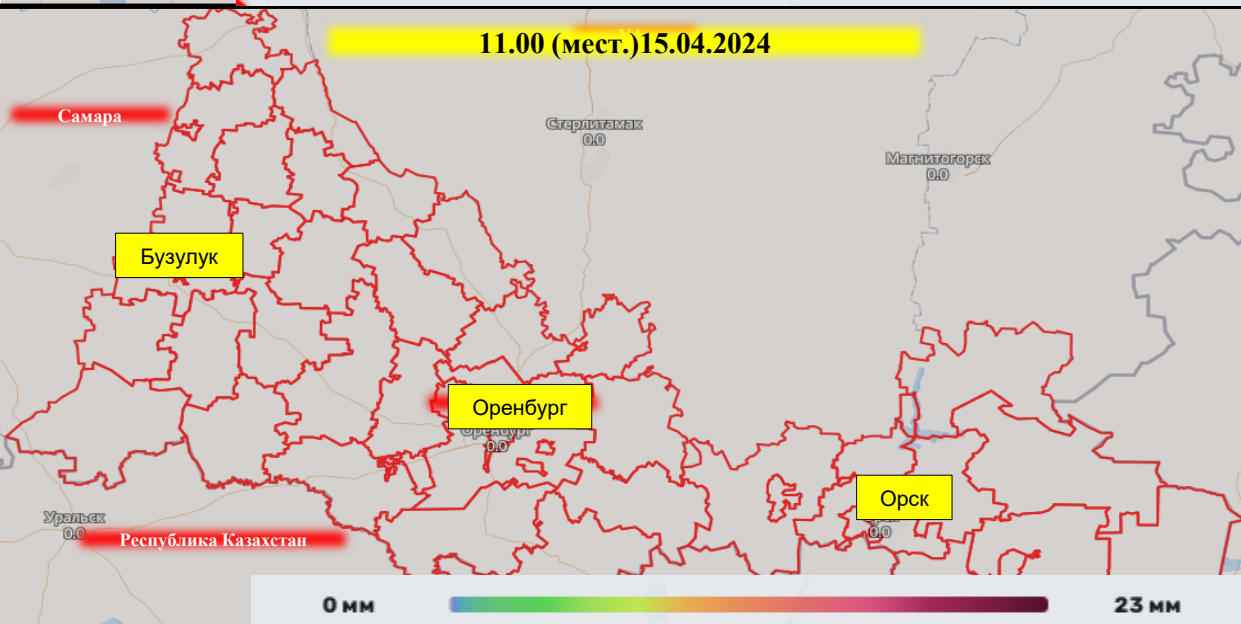 11.00 (мест.)15.04.2024
Самара
Стерлитамак
0.0
Магнитогорск
0.0
Бузулук
Оренбург
Оренбург
0.0
Орск
0.0
Уральск
0.0
Республика Казахстан
0 мм
23 мм